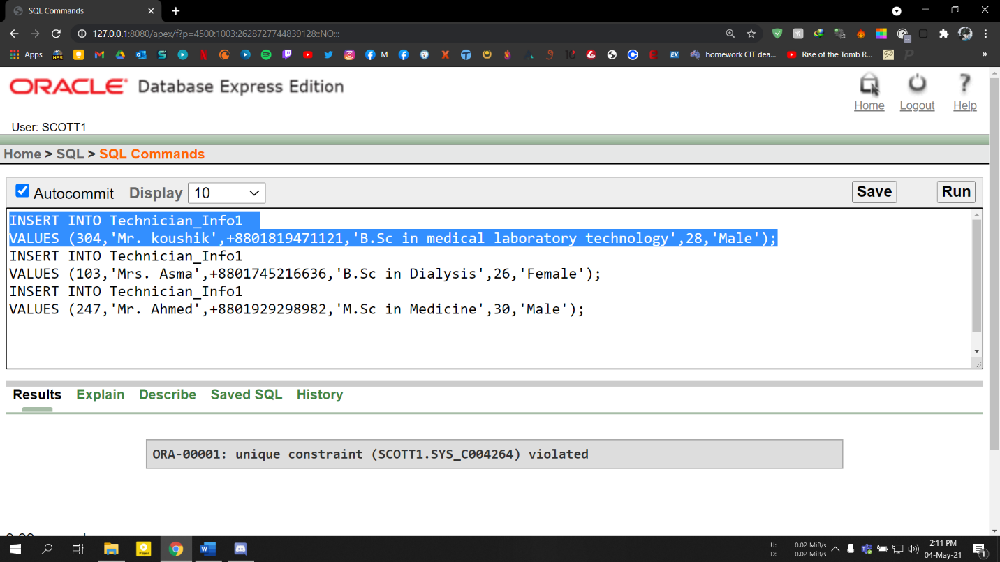 SQL Commands
127.0.0.1:8080/apex/f?p=4500:1003:2628727744839128::NO:::
Apps
M
homework CIT dea...
Rise of the Tomb R...
»
ORACLE Database Express Edition
Home Logout Help
User: SCOTT1
Home > SQL > SQL Commands
Autocommit Display 10 Save Run
INSERT INTO Technician_Info1
VALUES (304,'Mr. koushik',+8801819471121,'B.Sc in medical laboratory technology',28,'Male');
INSERT INTO Technician_Info1
VALUES (103,'Mrs. Asma',+8801745216636,'B.Sc in Dialysis',26,'Female');
INSERT INTO Technician_Info1
VALUES (247,'Mr. Ahmed',+8801929298982,'M.Sc in Medicine',30,'Male');
Results Explain Describe Saved SQL History
ORA-00001: unique constraint (SCOTT1.SYS_C004264) violated
U: 0.02 MiB/s
D: 0.02 MiB/s
2:11 PM
04-May-21